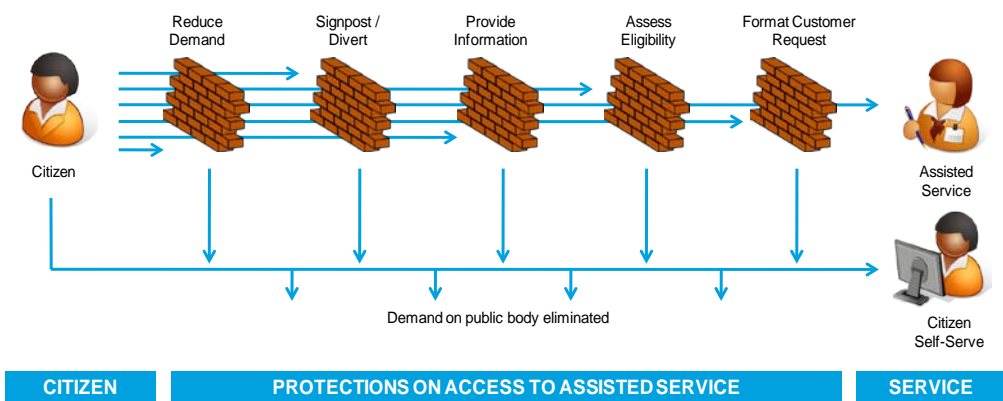 Reduce
Demand
Signpost /
Divert
Provide
Information
Assess
Eligibility
Format Customer
Request
Citizen
Assisted
Service
Demand on public body eliminated
Citizen
Self-Serve
CITIZEN
PROTECTIONS ON ACCESS TO ASSISTED SERVICE
SERVICE